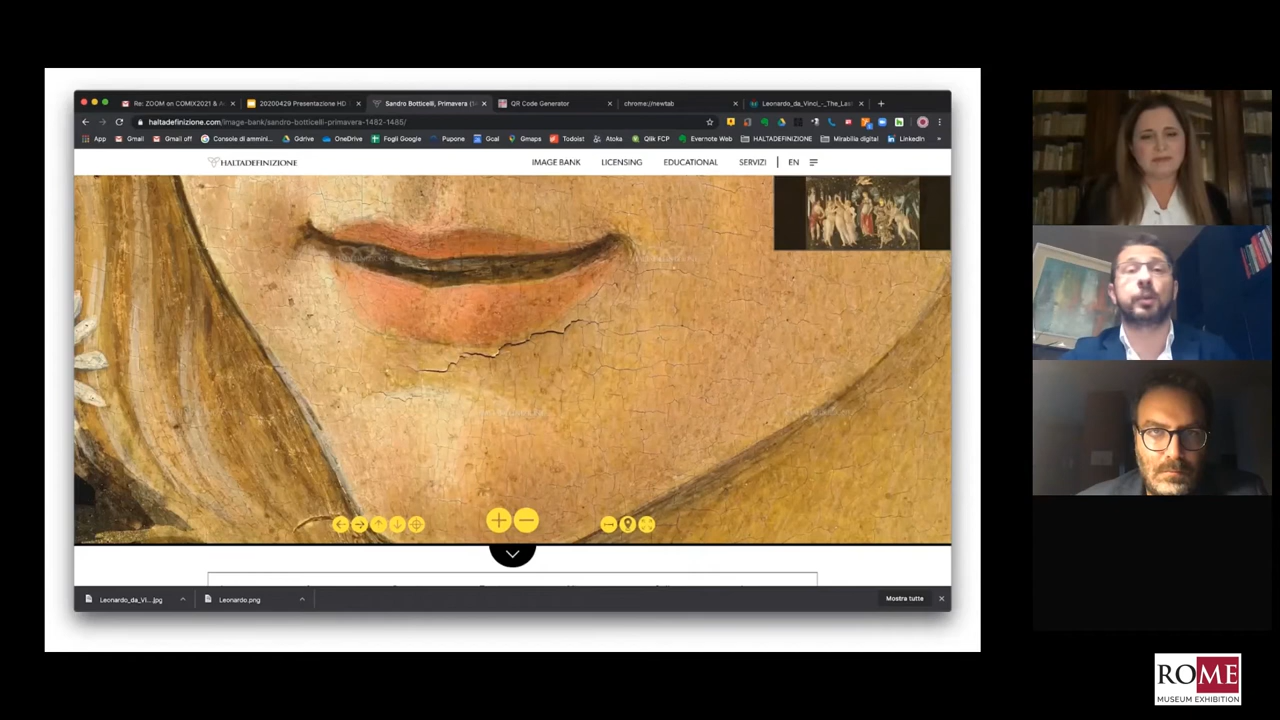 Re: ZOOM on COMIX2021 & A
20200429 Presentazione HD
Sandro Botticelli, Primavera (1
QR Code Generator
chrome://newtab
Leonardo_da_Vinci_-_The_Las
haltadefinizione.com/image-bank/sandro-botticelli-primavera-1482-1485/
App
Gmail
Gmail off
Console di ammini...
Gdrive
OneDrive
Fogli Google
Pupone
Gcal
Gmaps
Todoist
Atoka
Qlik FCP
Evernote Web
HALTADEFINIZIONE
Mirabilia digital
LinkedIn
»
HALTADEFINIZIONE
IMAGE BANK
LICENSING
EDUCATIONAL
SERVIZI
EN
Leonardo_da_Vi....jpg
Leonardo.png
Mostra tutte
ROME
MUSEUM EXHIBITION